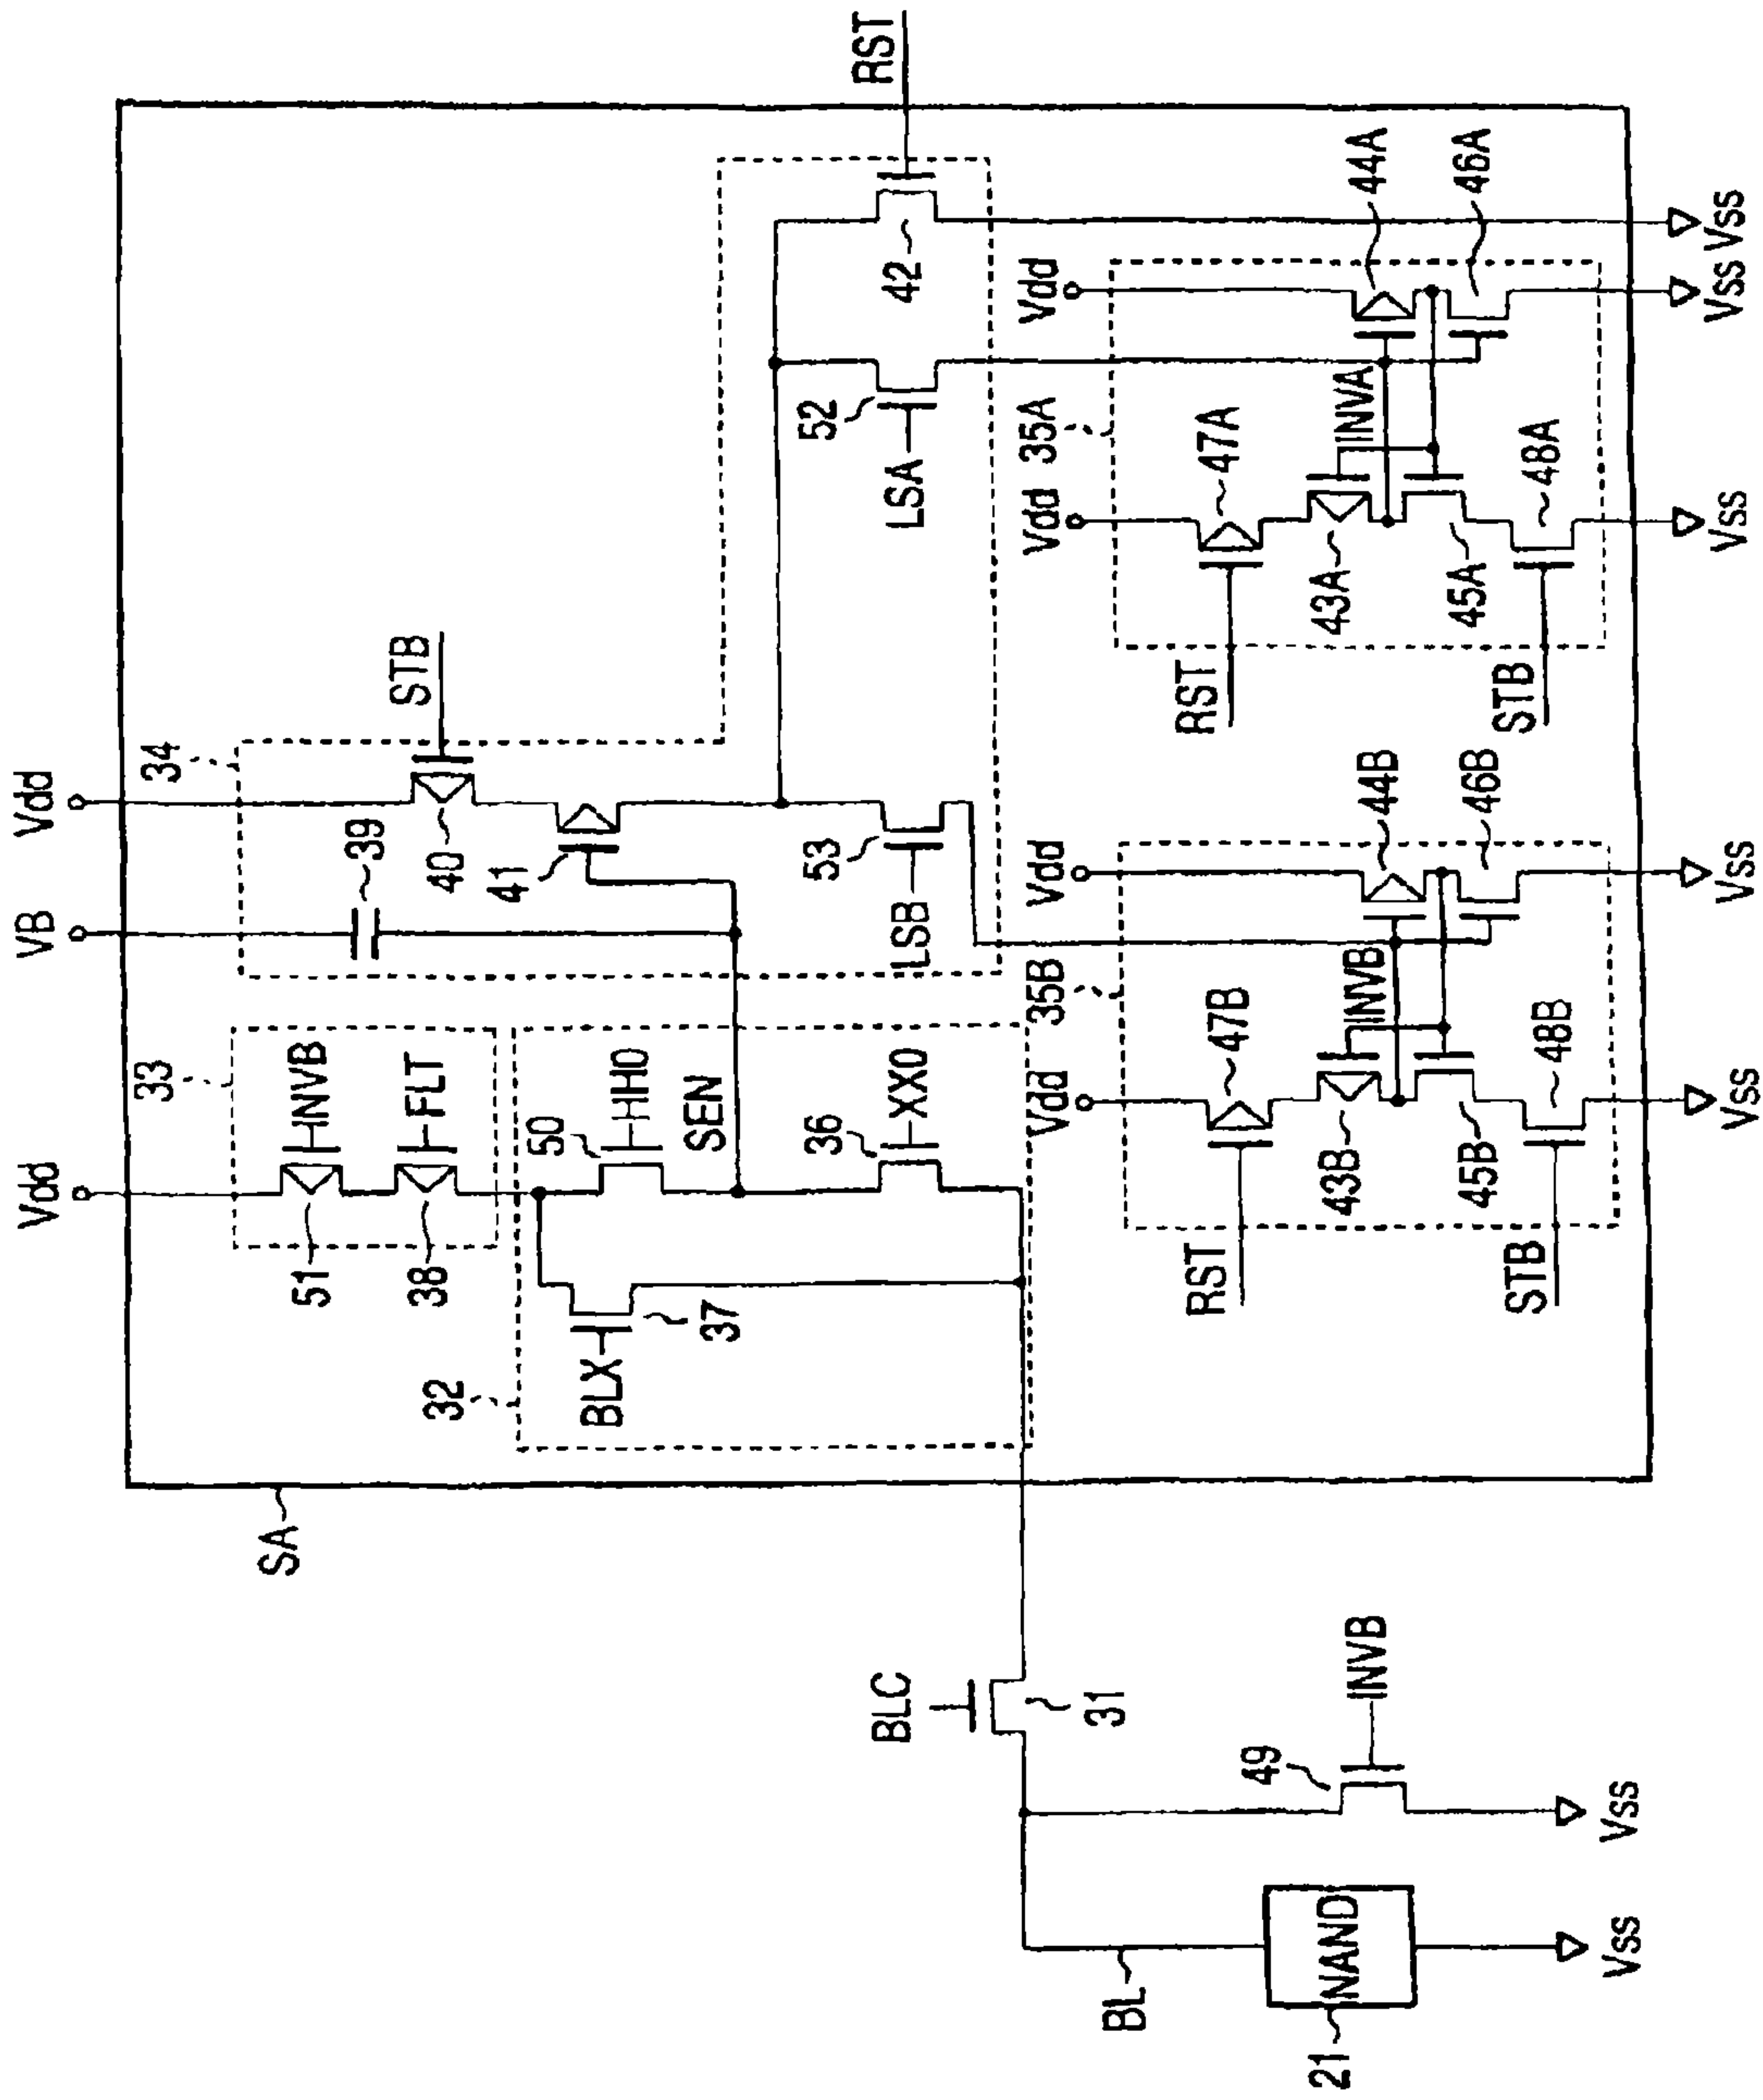 Vdd
VB
Vdd
33
INVB
FLT
51
38
39
34
STB
40
41
32
BLX
37
50
HH0
SEN
36
XX0
LSB
53
LSA
52
42
RST
SA
BLC
31
BL
21
NAND
Vss
49
INVB
Vss
35B
Vdd
Vdd
RST
47B
INVB
43B
44B
45B
46B
STB
48B
Vss
Vss
35A
Vdd
Vdd
RST
47A
INVA
43A
44A
45A
46A
STB
48A
Vss
Vss
Vss